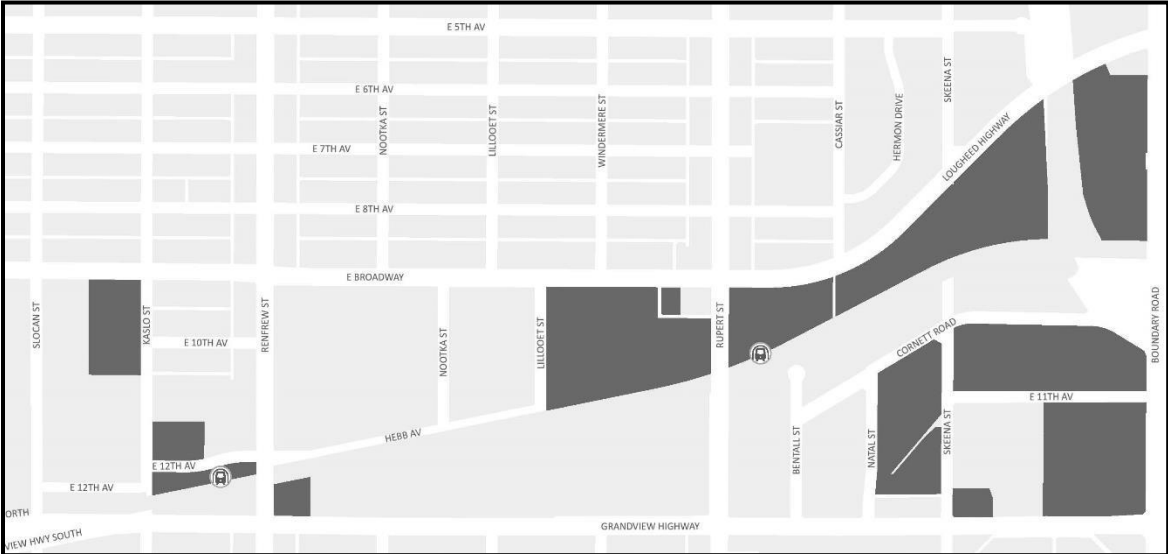 E 5TH AV
E 6TH AV
E 7TH AV
E 8TH AV
NOOTKA ST
LILLOOET ST
WINDERMERE ST
CASSIAR ST
HERMON DRIVE
SKEENA ST
LOUGHEED HIGHWAY
E BROADWAY
SLOCAN ST
KASLO ST
E 10TH AV
RENFREW ST
NOOTKA ST
LILLOOET ST
RUPERT ST
CORNETT ROAD
BOUNDARY ROAD
E 11TH AV
HEBB AV
BENTALL ST
NATAL ST
SKEENA ST
E 12TH AV
E 12TH AV
ORTH
VIEW HWY SOUTH
GRANDVIEW HIGHWAY